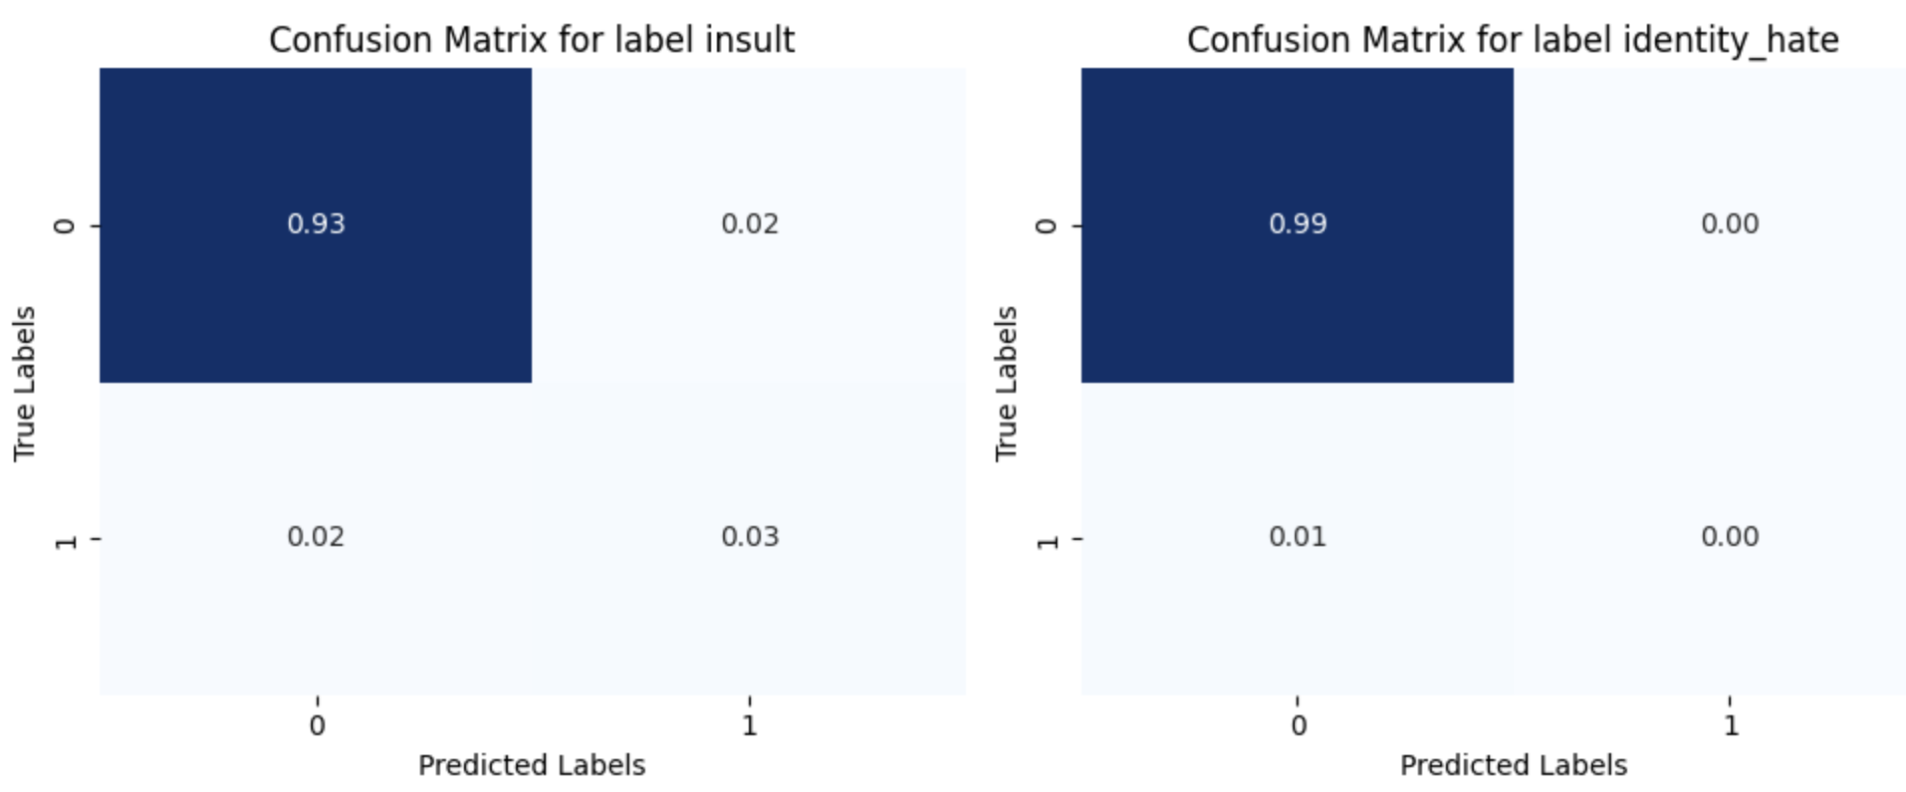 Confusion Matrix for label insult
True Labels
0
0.93
0.02
1
0.02
0.03
0
1
Predicted Labels
Confusion Matrix for label identity_hate
True Labels
0
0.99
0.00
1
0.01
0.00
0
1
Predicted Labels